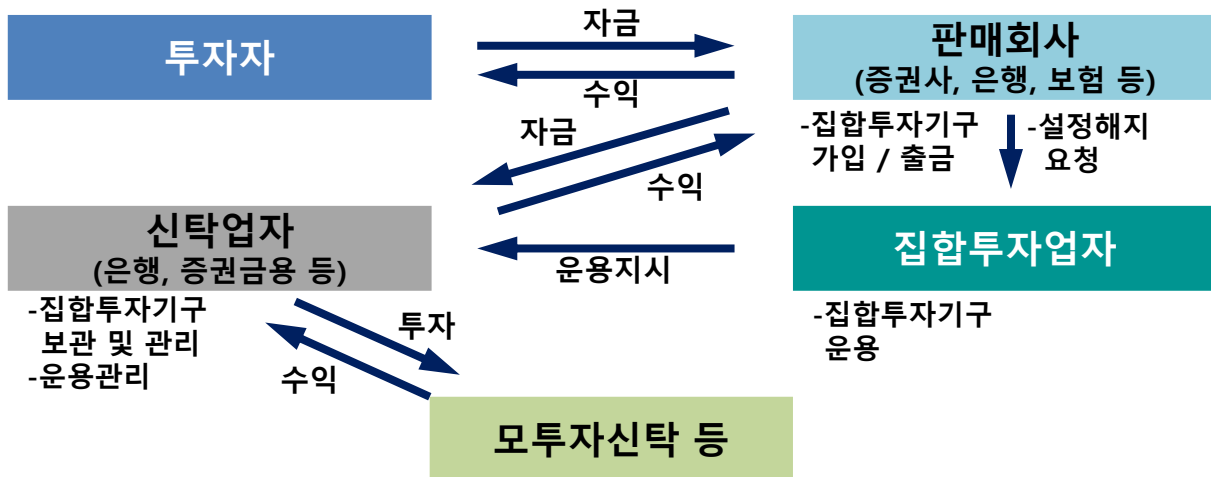 투자자
자금
수익
판매회사
(증권사, 은행, 보험 등)
-집합투자기구
가입 / 출금
-설정해지
요청
자금
수익
신탁업자
(은행, 증권금융 등)
운용지시
집합투자업자
-집합투자기구
보관 및 관리
-운용관리
투자
수익
-집합투자기구
운용
모투자신탁 등